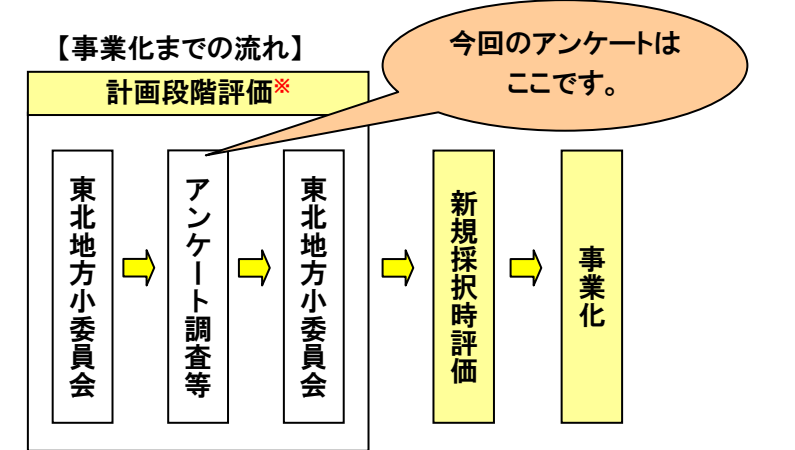 【事業化までの流れ】
今回のアンケートは
ここです。
計画段階評価※
東北地方小委員会
アンケート調査等
東北地方小委員会
新規採択時評価
事業化